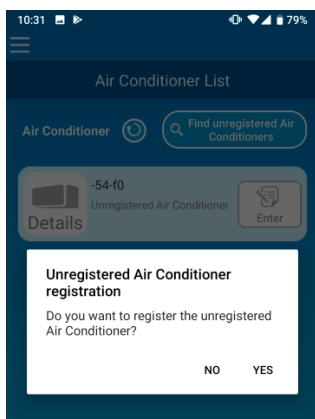 10:31 79%
Air Conditioner List
Air Conditioner
Find unregistered Air
Conditioners
-54-f0
Unregistered Air Conditioner
Details
Enter
Unregistered Air Conditioner
registration
Do you want to register the unregistered
Air Conditioner?
NO YES